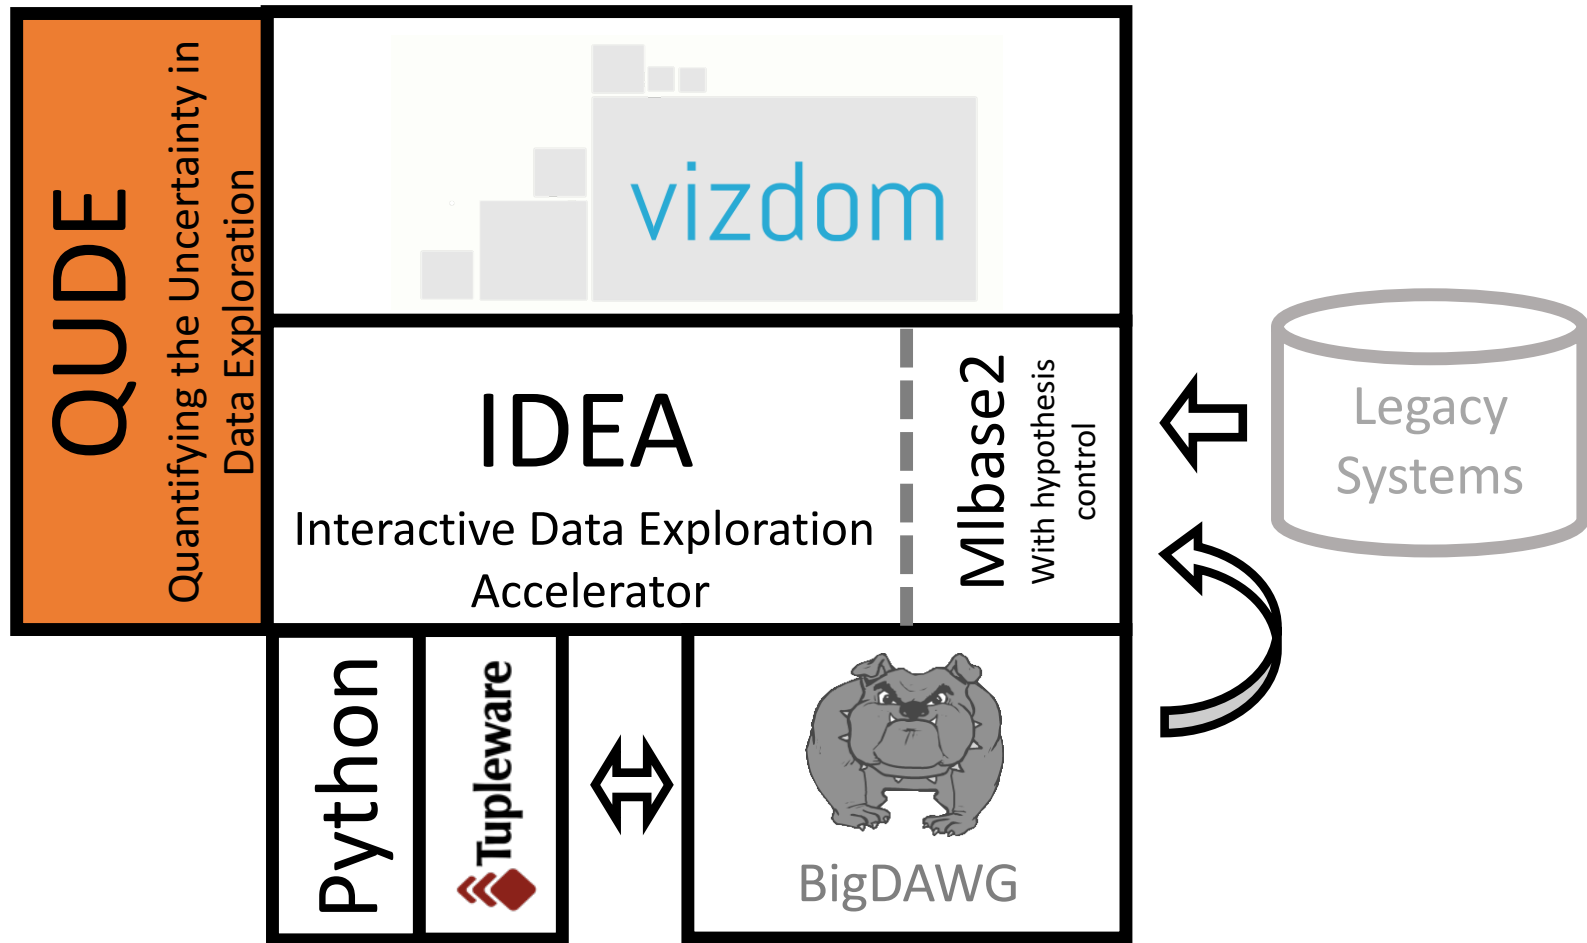 QUDE
Quantifying the Uncertainty in
Data Exploration
vizdom
IDEA
Interactive Data Exploration
Accelerator
Mlbase2
With hypothesis
control
Legacy
Systems
Python
Tupleware
BigDAWG